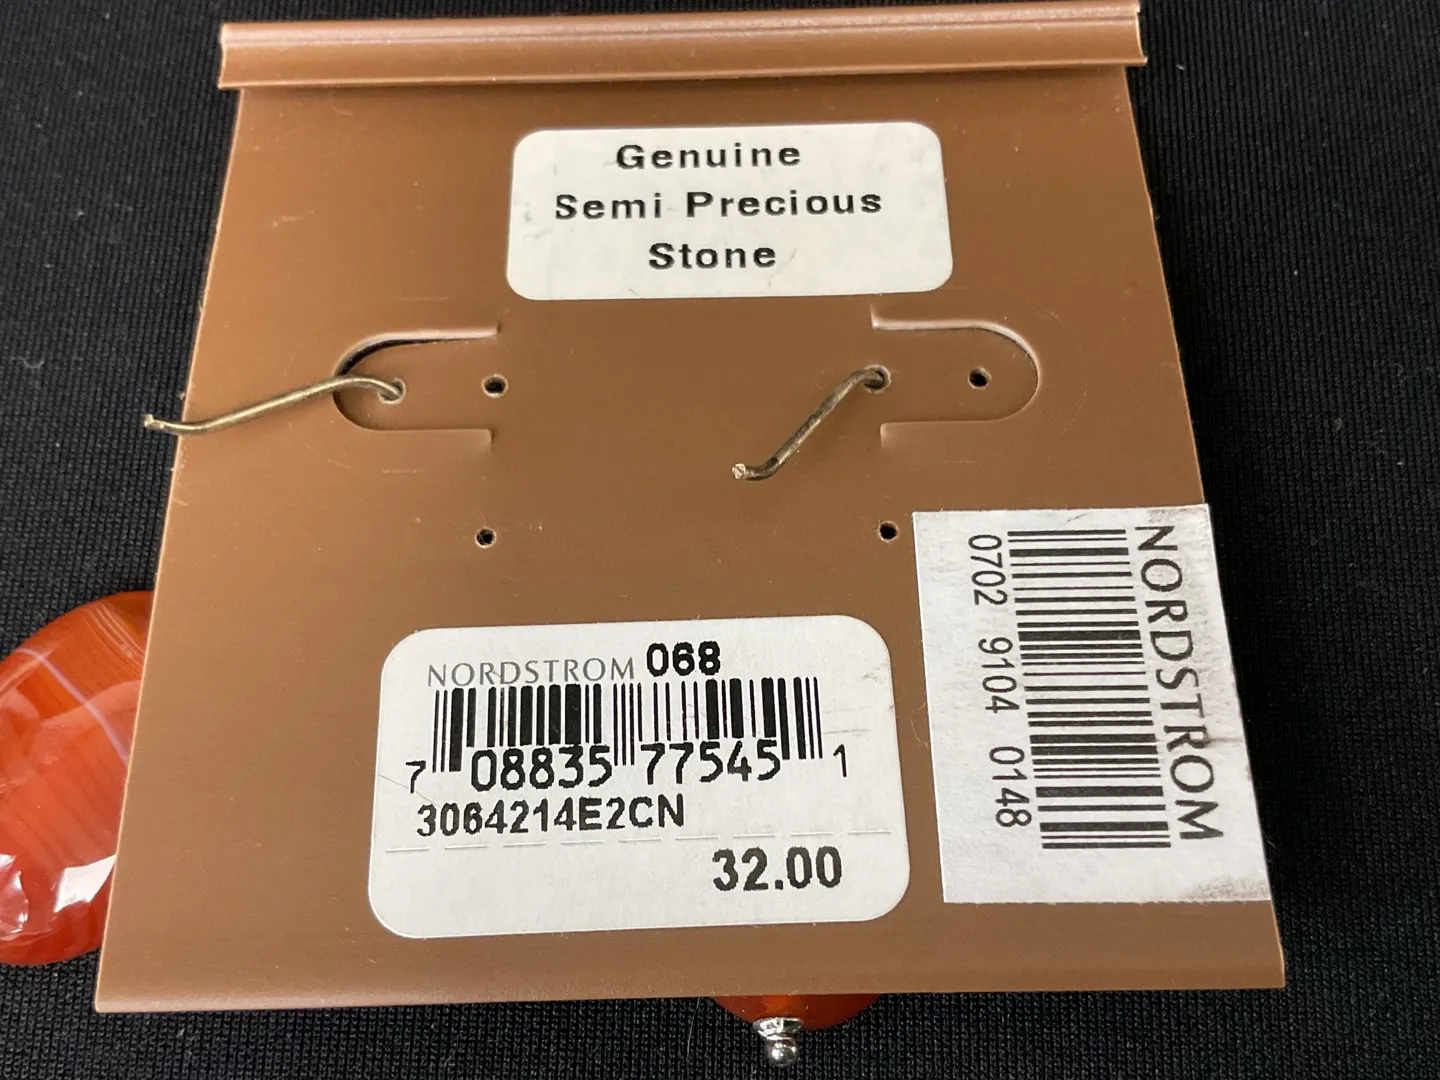 Genuine
Semi Precious
Stone
NORDSTROM
0702 9104 0148
NORDSTROM 068
7 08835 77545 1
3064214E2CN
32.00